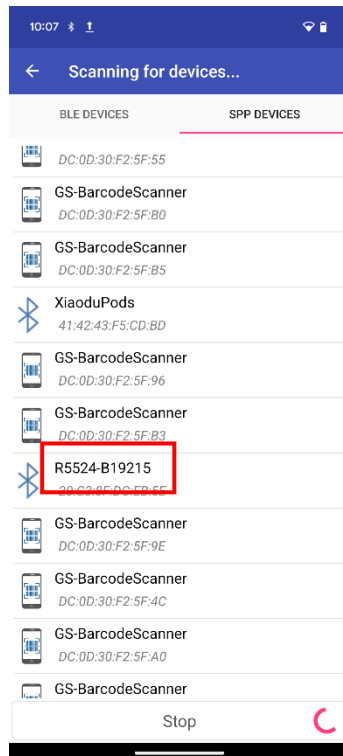 10:07
Scanning for devices...
BLE DEVICES SPP DEVICES
DC:0D:30:F2:5F:55
GS-BarcodeScanner
DC:0D:30:F2:5F:B0
GS-BarcodeScanner
DC:0D:30:F2:5F:B5
XiaoduPods
41:42:43:F5:CD:BD
GS-BarcodeScanner
DC:0D:30:F2:5F:96
GS-BarcodeScanner
DC:0D:30:F2:5F:B3
R5524-B19215
GS-BarcodeScanner
DC:0D:30:F2:5F:9E
GS-BarcodeScanner
DC:0D:30:F2:5F:4C
GS-BarcodeScanner
DC:0D:30:F2:5F:A0
GS-BarcodeScanner
Stop